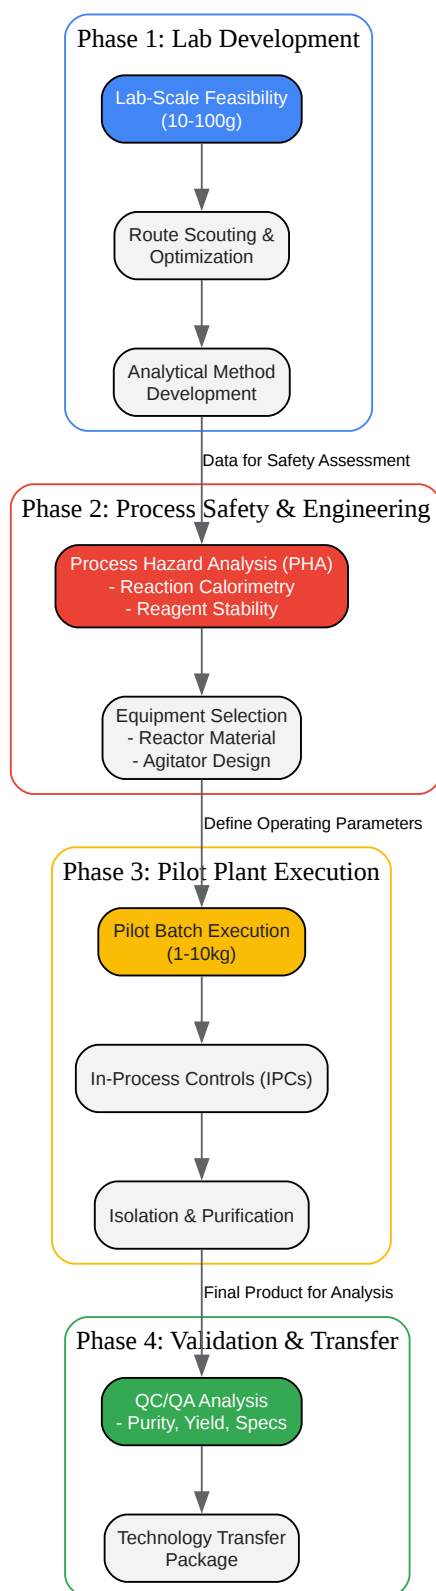 Phase 1: Lab Development
Lab-Scale Feasibility
(10-100g)
Route Scouting &
Optimization
Analytical Method
Development
Data for Safety Assessment
Phase 2: Process Safety & Engineering
Process Hazard Analysis (PHA)
- Reaction Calorimetry
- Reagent Stability
Equipment Selection
- Reactor Material
- Agitator Design
Define Operating Parameters
Phase 3: Pilot Plant Execution
Pilot Batch Execution
(1-10kg)
In-Process Controls (IPCs)
Isolation & Purification
Final Product for Analysis
Phase 4: Validation & Transfer
QC/QA Analysis
- Purity, Yield, Specs
Technology Transfer
Package